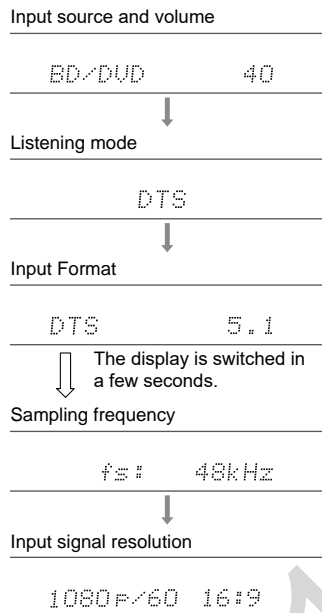 Input source and volume
BD/DVD 40
Listening mode
DTS
Input Format
DTS 5.1
The display is switched in
a few seconds.
Sampling frequency
fs: 48kHz
Input signal resolution
1080p/60 16:9